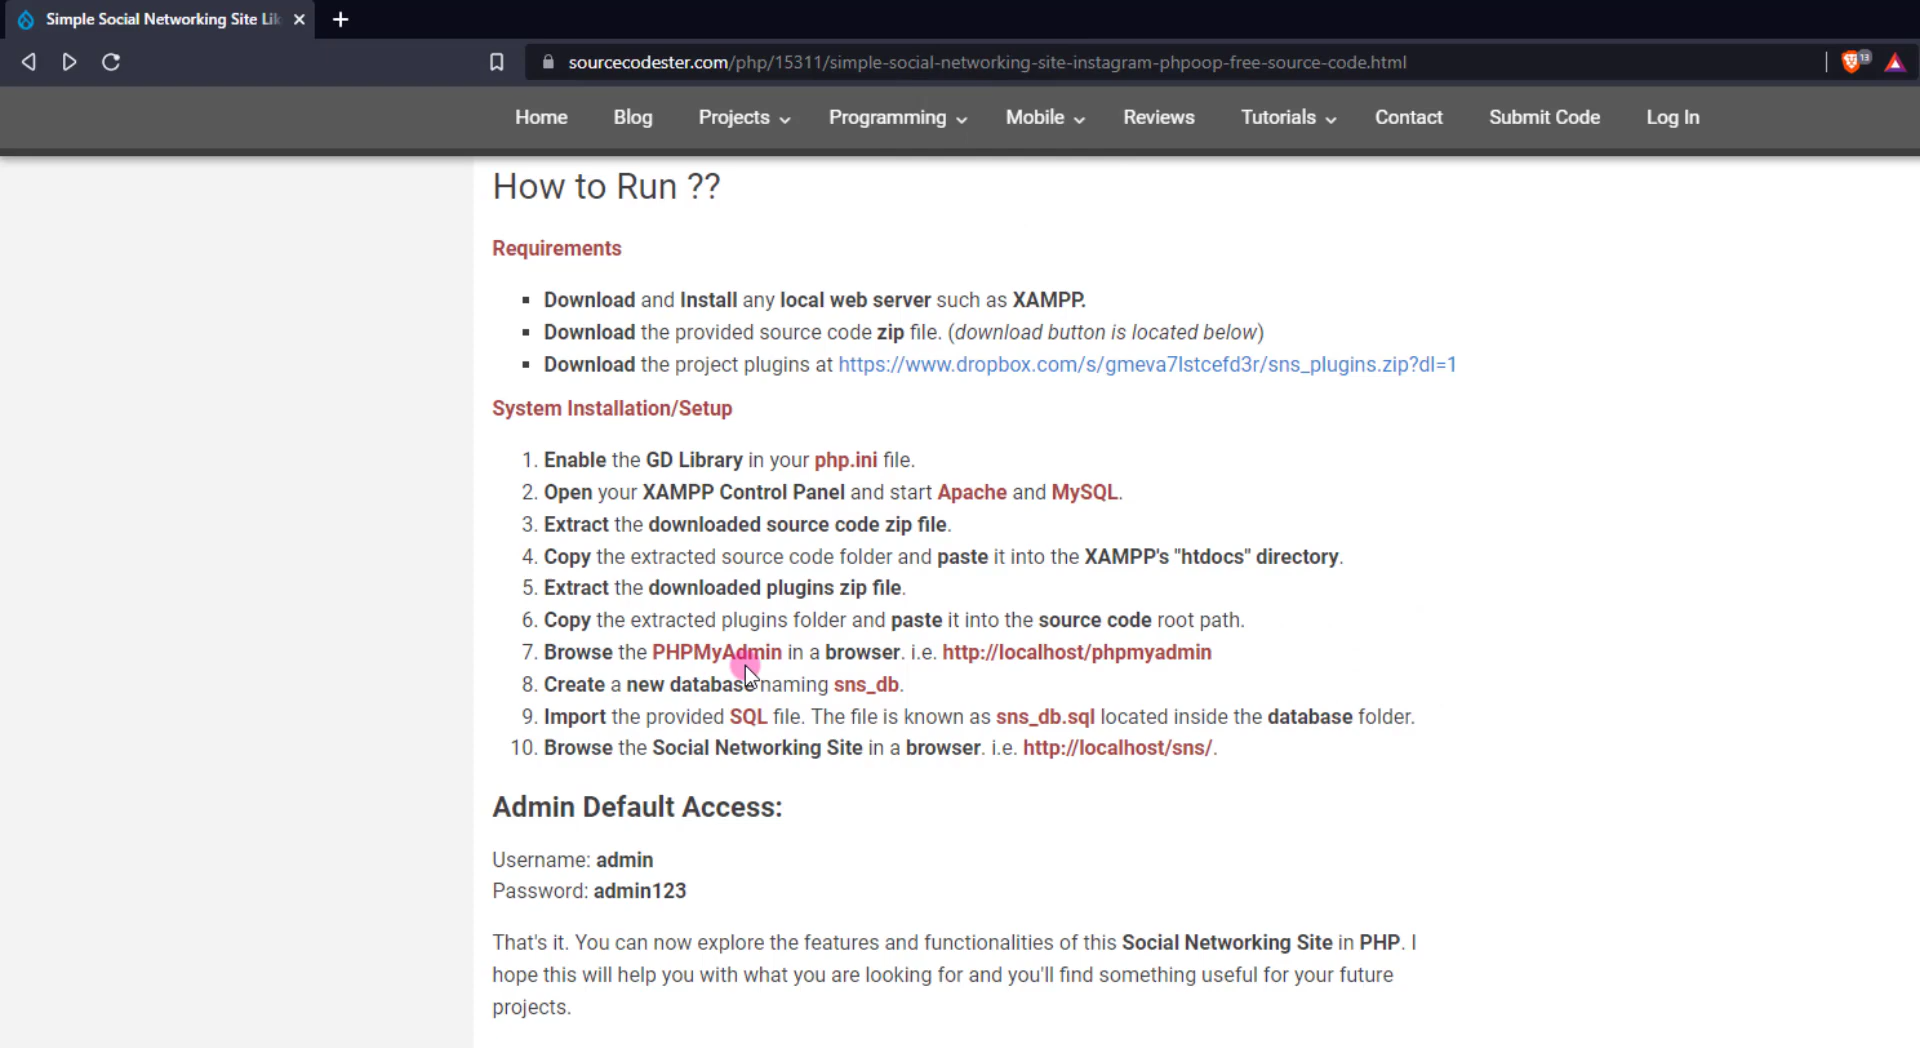 Simple Social Networking Site Lik
sourcecodester.com/php/15311/simple-social-networking-site-instagram-phpoop-free-source-code.html
13
Home Blog Projects Programming Mobile Reviews Tutorials Contact Submit Code Log In
How to Run ??
Requirements
▪ Download and Install any local web server such as XAMPP.
▪ Download the provided source code zip file. (download button is located below)
▪ Download the project plugins at https://www.dropbox.com/s/gmeva7lstcefd3r/sns_plugins.zip?dl=1
System Installation/Setup
1. Enable the GD Library in your php.ini file.
2. Open your XAMPP Control Panel and start Apache and MySQL.
3. Extract the downloaded source code zip file.
4. Copy the extracted source code folder and paste it into the XAMPP's "htdocs" directory.
5. Extract the downloaded plugins zip file.
6. Copy the extracted plugins folder and paste it into the source code root path.
7. Browse the PHPMyAdmin in a browser. i.e. http://localhost/phpmyadmin
8. Create a new database naming sns_db.
9. Import the provided SQL file. The file is known as sns_db.sql located inside the database folder.
10. Browse the Social Networking Site in a browser. i.e. http://localhost/sns/.
Admin Default Access:
Username: admin
Password: admin123
That's it. You can now explore the features and functionalities of this Social Networking Site in PHP. I
hope this will help you with what you are looking for and you'll find something useful for your future
projects.